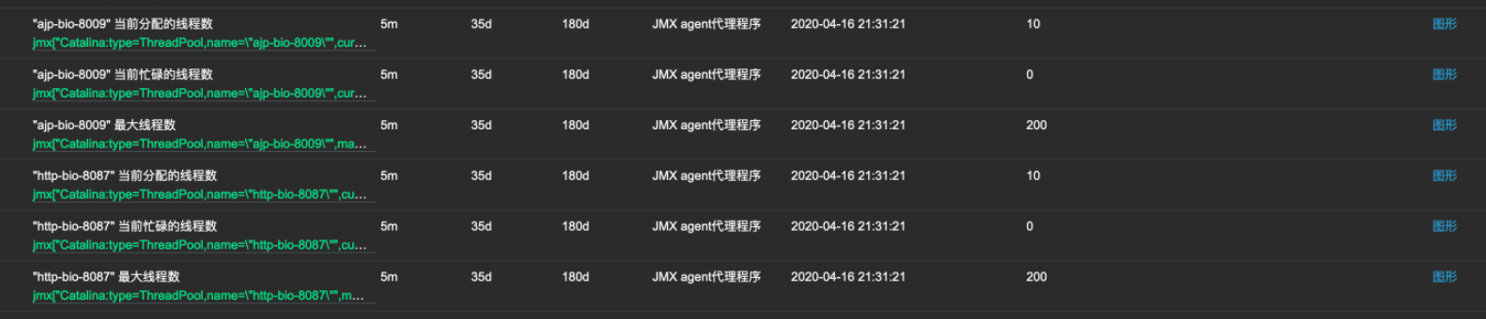 "ajp-bio-8009" 当前分配的线程数 5m 35d 180d JMX agent代理程序 2020-04-16 21:31:21 10 图形
jmx["Catalina:type=ThreadPool,name=\"ajp-bio-8009\"",cur...
"ajp-bio-8009" 当前忙碌的线程数 5m 35d 180d JMX agent代理程序 2020-04-16 21:31:21 0 图形
jmx["Catalina:type=ThreadPool,name=\"ajp-bio-8009\"",cur...
"ajp-bio-8009" 最大线程数 5m 35d 180d JMX agent代理程序 2020-04-16 21:31:21 200 图形
jmx["Catalina:type=ThreadPool,name=\"ajp-bio-8009\"",ma...
"http-bio-8087" 当前分配的线程数 5m 35d 180d JMX agent代理程序 2020-04-16 21:31:21 10 图形
jmx["Catalina:type=ThreadPool,name=\"http-bio-8087\"",cu...
"http-bio-8087" 当前忙碌的线程数 5m 35d 180d JMX agent代理程序 2020-04-16 21:31:21 0 图形
jmx["Catalina:type=ThreadPool,name=\"http-bio-8087\"",cu...
"http-bio-8087" 最大线程数 5m 35d 180d JMX agent代理程序 2020-04-16 21:31:21 200 图形
jmx["Catalina:type=ThreadPool,name=\"http-bio-8087\"",m...